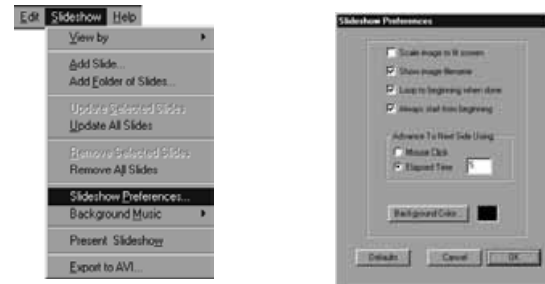 Edit Slideshow Help
View by
Add Slide...
Add Folder of Slides...
Update Selected Slides
Update All Slides
Remove Selected Slides
Remove All Slides
Slideshow Preferences...
Background Music
Present Slideshow
Export to AVI...
Slideshow Preferences
Scale image to fit screen
Show image filename
Loop to beginning when done
Always start from beginning
Advance To Next Slide Using
Mouse Click
Elapsed Time
Background Color...
Defaults Cancel OK